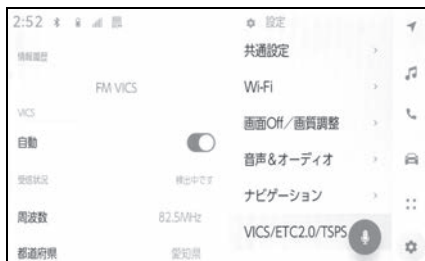 2:52
設定
情報履歴
共通設定
FM VICS
Wi-Fi
VICS
画面Off／画質調整
自動
音声&オーディオ
受信状況
検出中です
ナビゲーション
周波数
82.5MHz
VICS/ETC2.0/TSPS
都道府県
愛知県